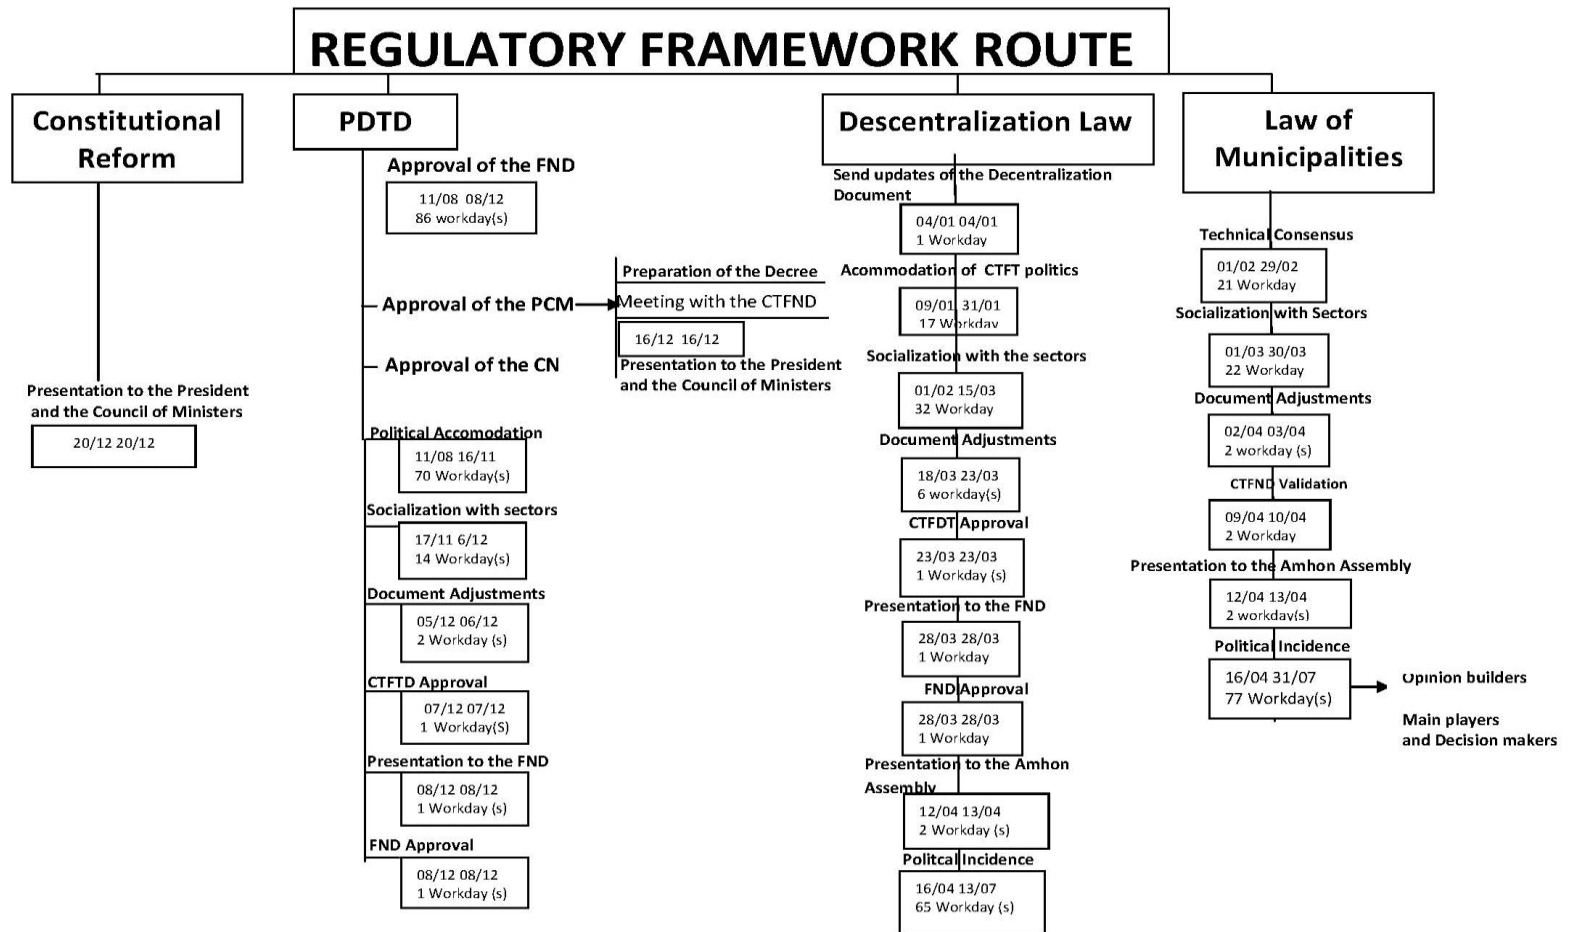 REGULATORY FRAMEWORK ROUTE
Constitutional
Reform
Presentation to the President
and the Council of Ministers
20/12 20/12
PDTD
Approval of the FND
11/08 08/12
86 workday(s)
Approval of the PCM
Preparation of the Decree
Meeting with the CTFND
16/12 16/12
Presentation to the President
and the Council of Ministers
Approval of the CN
Political Accomodation
11/08 16/11
70 Workday(s)
Socialization with sectors
17/11 6/12
14 Workday(s)
Document Adjustments
05/12 06/12
2 Workday (s)
CTFTD Approval
07/12 07/12
1 Workday(S)
Presentation to the FND
08/12 08/12
1 Workday (s)
FND Approval
08/12 08/12
1 Workday (s)
Descentralization Law
Send updates of the Decentralization
Document
04/01 04/01
1 Workday
Acommodation of CTFT politics
09/01 31/01
17 Workday
Socialization with the sectors
01/02 15/03
32 Workday
Document Adjustments
18/03 23/03
6 workday(s)
CTFDT Approval
23/03 23/03
1 Workday (s)
Presentation to the FND
28/03 28/03
1 Workday
FND Approval
28/03 28/03
1 Workday
Presentation to the Amhon
Assembly
12/04 13/04
2 Workday (s)
Politcal Incidence
16/04 13/07
65 Workday (s)
Law of
Municipalities
Technical Consensus
01/02 29/02
21 Workday
Socialization with Sectors
01/03 30/03
22 Workday
Document Adjustments
02/04 03/04
2 workday (s)
CTFND Validation
09/04 10/04
2 Workday
Presentation to the Amhon Assembly
12/04 13/04
2 workday(s)
Political Incidence
16/04 31/07
77 Workday(s)
Opinion builders
Main players
and Decision makers